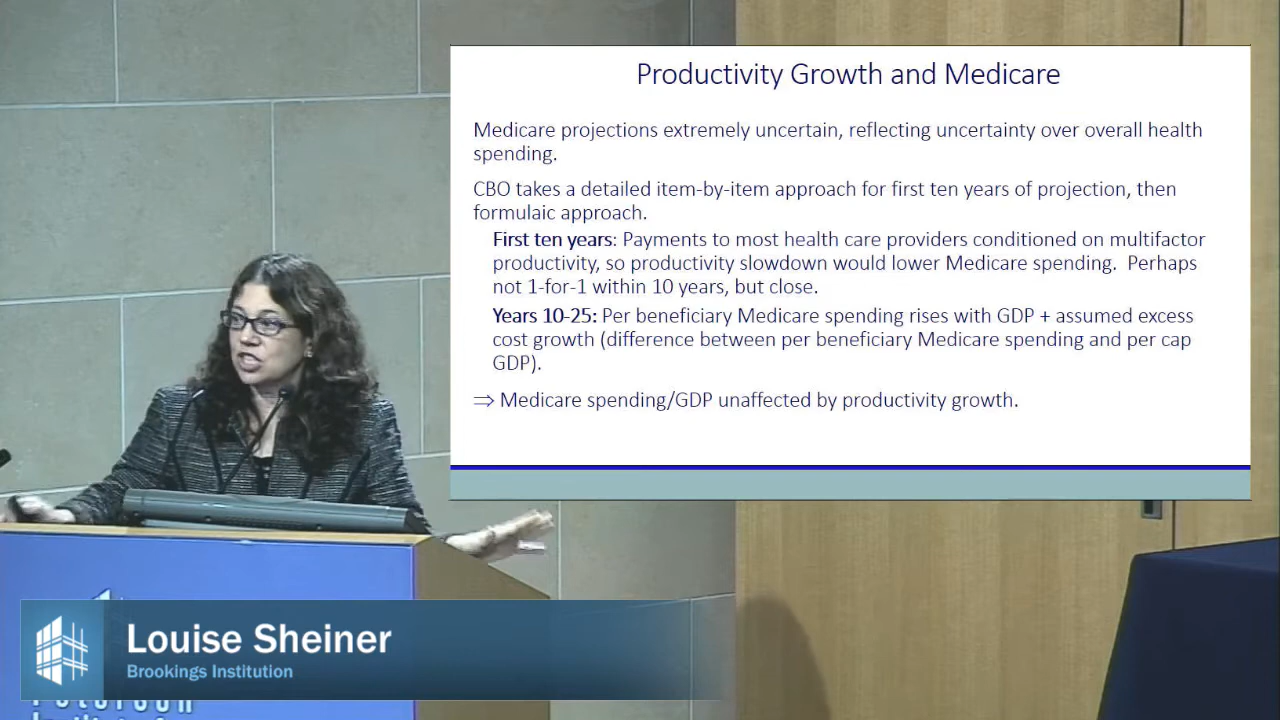 Productivity Growth and Medicare
Medicare projections extremely uncertain, reflecting uncertainty over overall health
spending.
CBO takes a detailed item-by-item approach for first ten years of projection, then
formulaic approach.
First ten years: Payments to most health care providers conditioned on multifactor
productivity, so productivity slowdown would lower Medicare spending. Perhaps
not 1-for-1 within 10 years, but close.
Years 10-25: Per beneficiary Medicare spending rises with GDP + assumed excess
cost growth (difference between per beneficiary Medicare spending and per cap
GDP).
⇒ Medicare spending/GDP unaffected by productivity growth.
Louise Sheiner
Brookings Institution
Peterson